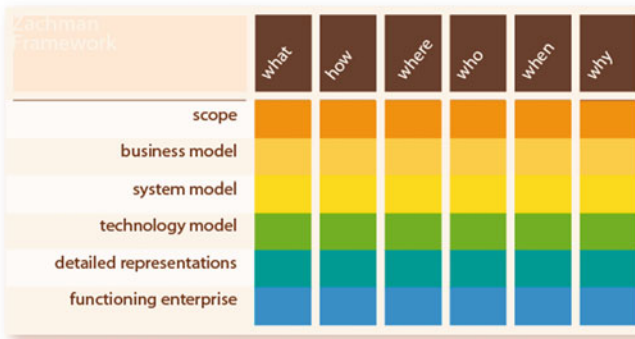 Zachman
Framework
what
how
where
who
when
why
scope
business model
system model
technology model
detailed representations
functioning enterprise